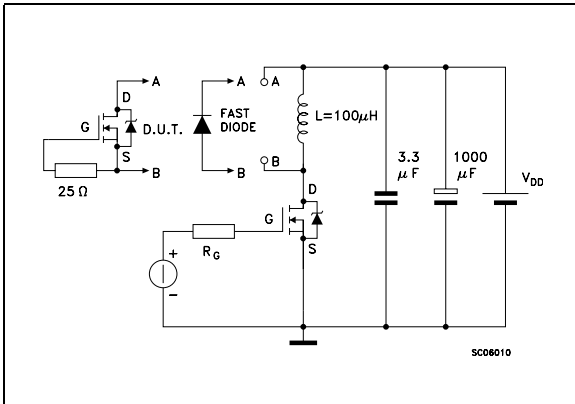 A
A
A
D
G
D.U.T.
FAST
DIODE
L=100μH
S
B
B
B
25 Ω
3.3
μF
1000
μF
VDD
D
G
S
RG
+
−
SC06010